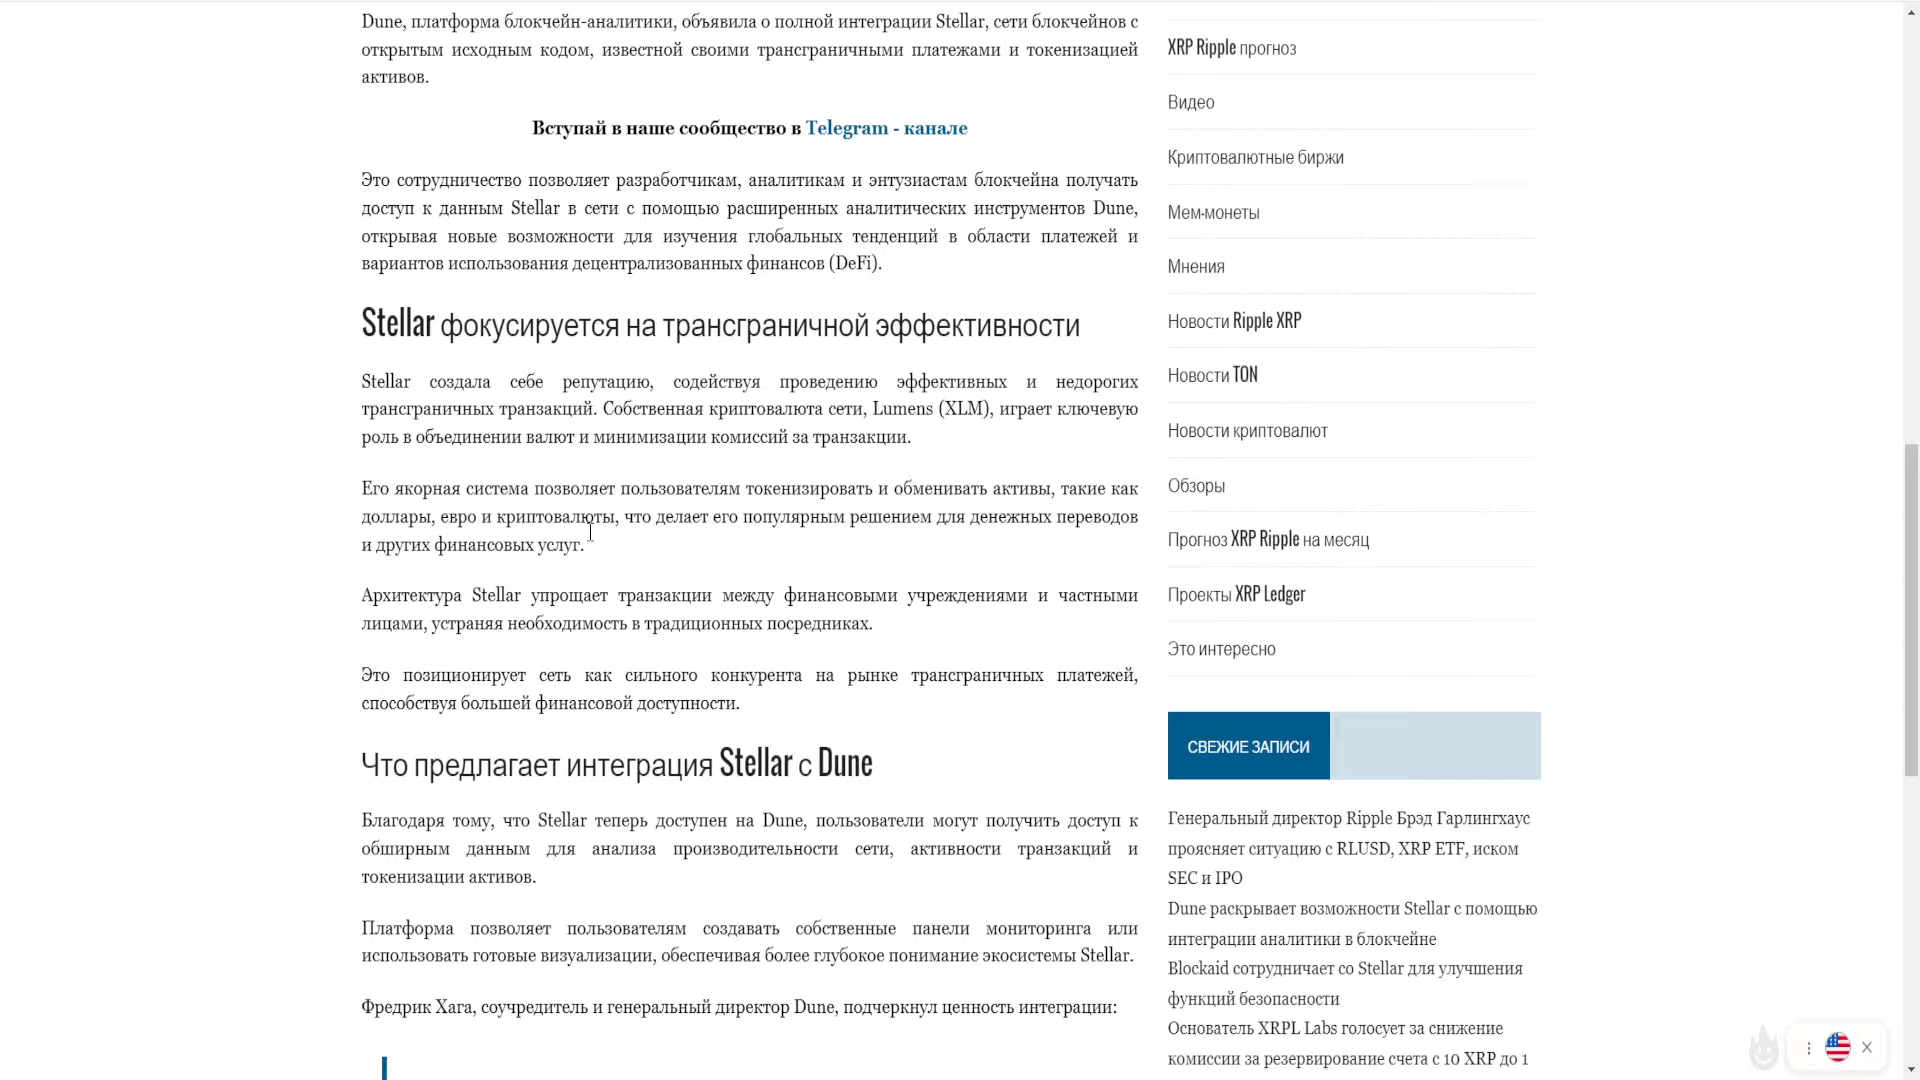 Dune, платформа блокчейн-аналитики, объявила о полной интеграции Stellar, сети блокчейнов с
открытым исходным кодом, известной своими трансграничными платежами и токенизацией
активов.
Вступай в наше сообщество в Telegram - канале
Это сотрудничество позволяет разработчикам, аналитикам и энтузиастам блокчейна получать
доступ к данным Stellar в сети с помощью расширенных аналитических инструментов Dune,
открывая новые возможности для изучения глобальных тенденций в области платежей и
вариантов использования децентрализованных финансов (DeFi).
Stellar фокусируется на трансграничной эффективности
Stellar создала себе репутацию, содействуя проведению эффективных и недорогих
трансграничных транзакций. Собственная криптовалюта сети, Lumens (XLM), играет ключевую
роль в объединении валют и минимизации комиссий за транзакции.
Его якорная система позволяет пользователям токенизировать и обменивать активы, такие как
доллары, евро и криптовалюты, что делает его популярным решением для денежных переводов
и других финансовых услуг.
Архитектура Stellar упрощает транзакции между финансовыми учреждениями и частными
лицами, устраняя необходимость в традиционных посредниках.
Это позиционирует сеть как сильного конкурента на рынке трансграничных платежей,
способствуя большей финансовой доступности.
Что предлагает интеграция Stellar с Dune
Благодаря тому, что Stellar теперь доступен на Dune, пользователи могут получить доступ к
обширным данным для анализа производительности сети, активности транзакций и
токенизации активов.
Платформа позволяет пользователям создавать собственные панели мониторинга или
использовать готовые визуализации, обеспечивая более глубокое понимание экосистемы Stellar.
Фредрик Хага, соучредитель и генеральный директор Dune, подчеркнул ценность интеграции:
XRP Ripple прогноз
Видео
Криптовалютные биржи
Мем-монеты
Мнения
Новости Ripple XRP
Новости TON
Новости криптовалют
Обзоры
Прогноз XRP Ripple на месяц
Проекты XRP Ledger
Это интересно
СВЕЖИЕ ЗАПИСИ
Генеральный директор Ripple Брэд Гарлингхаус
проясняет ситуацию с RLUSD, XRP ETF, иском
SEC и IPO
Dune раскрывает возможности Stellar с помощью
интеграции аналитики в блокчейне
Blockaid сотрудничает со Stellar для улучшения
функций безопасности
Основатель XRPL Labs голосует за снижение
комиссии за резервирование счета с 10 XRP до 1